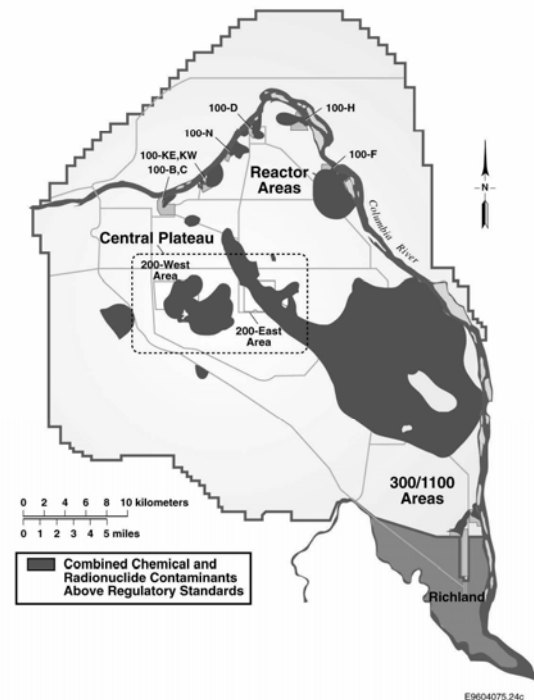 100-D
100-H
100-N
100-KE,KW
100-B,C
100-F
Reactor
Areas
Columbia River
N
Central Plateau
200-West
Area
200-East
Area
300/1100
Areas
0 2 4 6 8 10 kilometers
0 1 2 3 4 5 miles
Combined Chemical and
Radionuclide Contaminants
Above Regulatory Standards
Richland
E9604075.24c